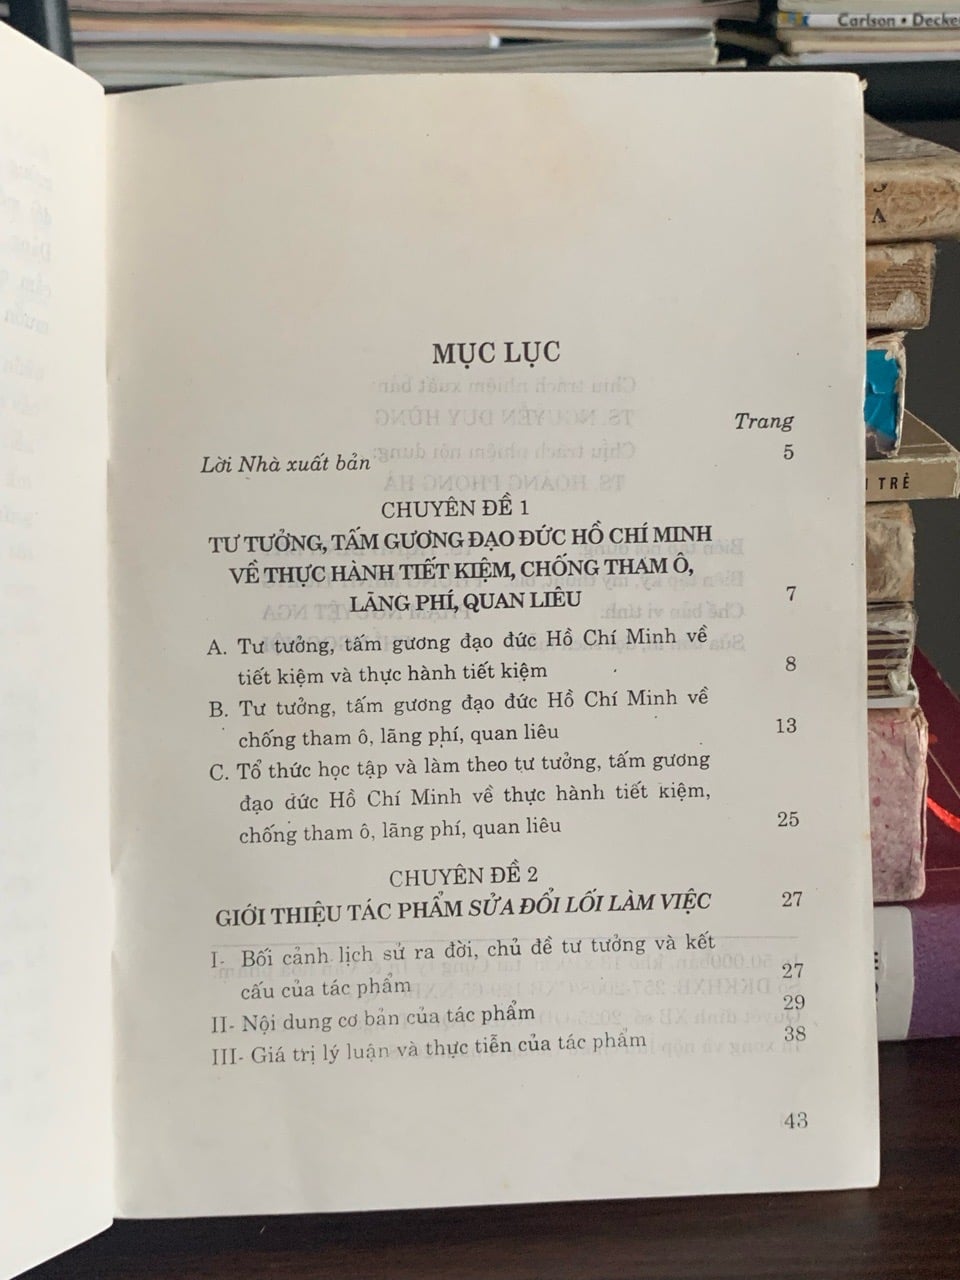 Carlson • Decke
A
TRẺ
MỤC LỤC
Trang
Lời Nhà xuất bản 5
CHUYÊN ĐỀ 1
TƯ TƯỞNG, TẤM GƯƠNG ĐẠO ĐỨC HỒ CHÍ MINH
VỀ THỰC HÀNH TIẾT KIỆM, CHỐNG THAM Ô,
LÃNG PHÍ, QUAN LIÊU 7
A. Tư tưởng, tấm gương đạo đức Hồ Chí Minh về
tiết kiệm và thực hành tiết kiệm 8
B. Tư tưởng, tấm gương đạo đức Hồ Chí Minh về
chống tham ô, lãng phí, quan liêu 13
C. Tổ thức học tập và làm theo tư tưởng, tấm gương
đạo đức Hồ Chí Minh về thực hành tiết kiệm,
chống tham ô, lãng phí, quan liêu 25
CHUYÊN ĐỀ 2
GIỚI THIỆU TÁC PHẨM SỬA ĐỔI LỐI LÀM VIỆC 27
I- Bối cảnh lịch sử ra đời, chủ đề tư tưởng và kết
cấu của tác phẩm 27
II- Nội dung cơ bản của tác phẩm 29
III- Giá trị lý luận và thực tiễn của tác phẩm 38
43